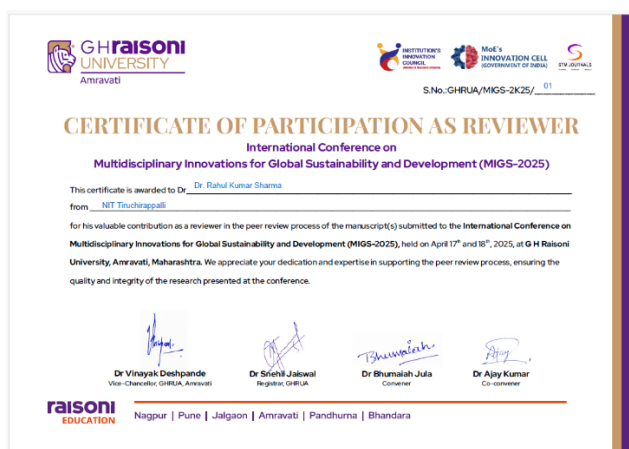 GHraisoni
UNIVERSITY
Amravati
INSTITUTION'S
INNOVATION
COUNCIL
MoE's
INNOVATION CELL
(GOVERNMENT OF INDIA)
STM JOURNALS
S.No.:GHRUA/MIGS-2K25/ 01
CERTIFICATE OF PARTICIPATION AS REVIEWER
International Conference on
Multidisciplinary Innovations for Global Sustainability and Development (MIGS-2025)
This certificate is awarded to Dr Dr. Rahul Kumar Sharma
from NIT Tiruchirappalli
for his valuable contribution as a reviewer in the peer review process of the manuscript(s) submitted to the International Conference on
Multidisciplinary Innovations for Global Sustainability and Development (MIGS-2025), held on April 17th and 18th, 2025, at G H Raisoni
University, Amravati, Maharashtra. We appreciate your dedication and expertise in supporting the peer review process, ensuring the
quality and integrity of the research presented at the conference.
Bhumaiah
Ajay
Dr Vinayak Deshpande
Vice-Chancellor, GHRUA, Amravati
Dr Snehil Jaiswal
Registrar, GHRUA
Dr Bhumaiah Jula
Convener
Dr Ajay Kumar
Co-convener
raisoni
EDUCATION
Nagpur | Pune | Jalgaon | Amravati | Pandhurna | Bhandara